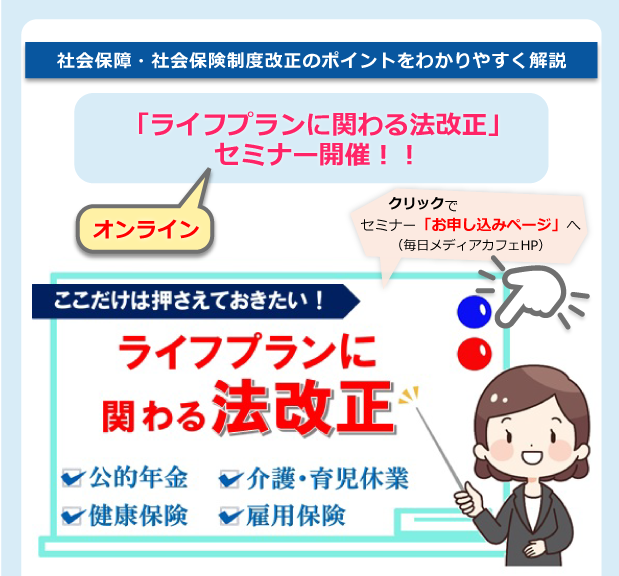 社会保障・社会保険制度改正のポイントをわかりやすく解説
「ライフプランに関わる法改正」
セミナー開催！！
オンライン
クリックで
セミナー「お申し込みページ」へ
（毎日メディアカフェHP）
ここだけは押さえておきたい！
ライフプランに
関わる法改正
公的年金
介護・育児休業
健康保険
雇用保険